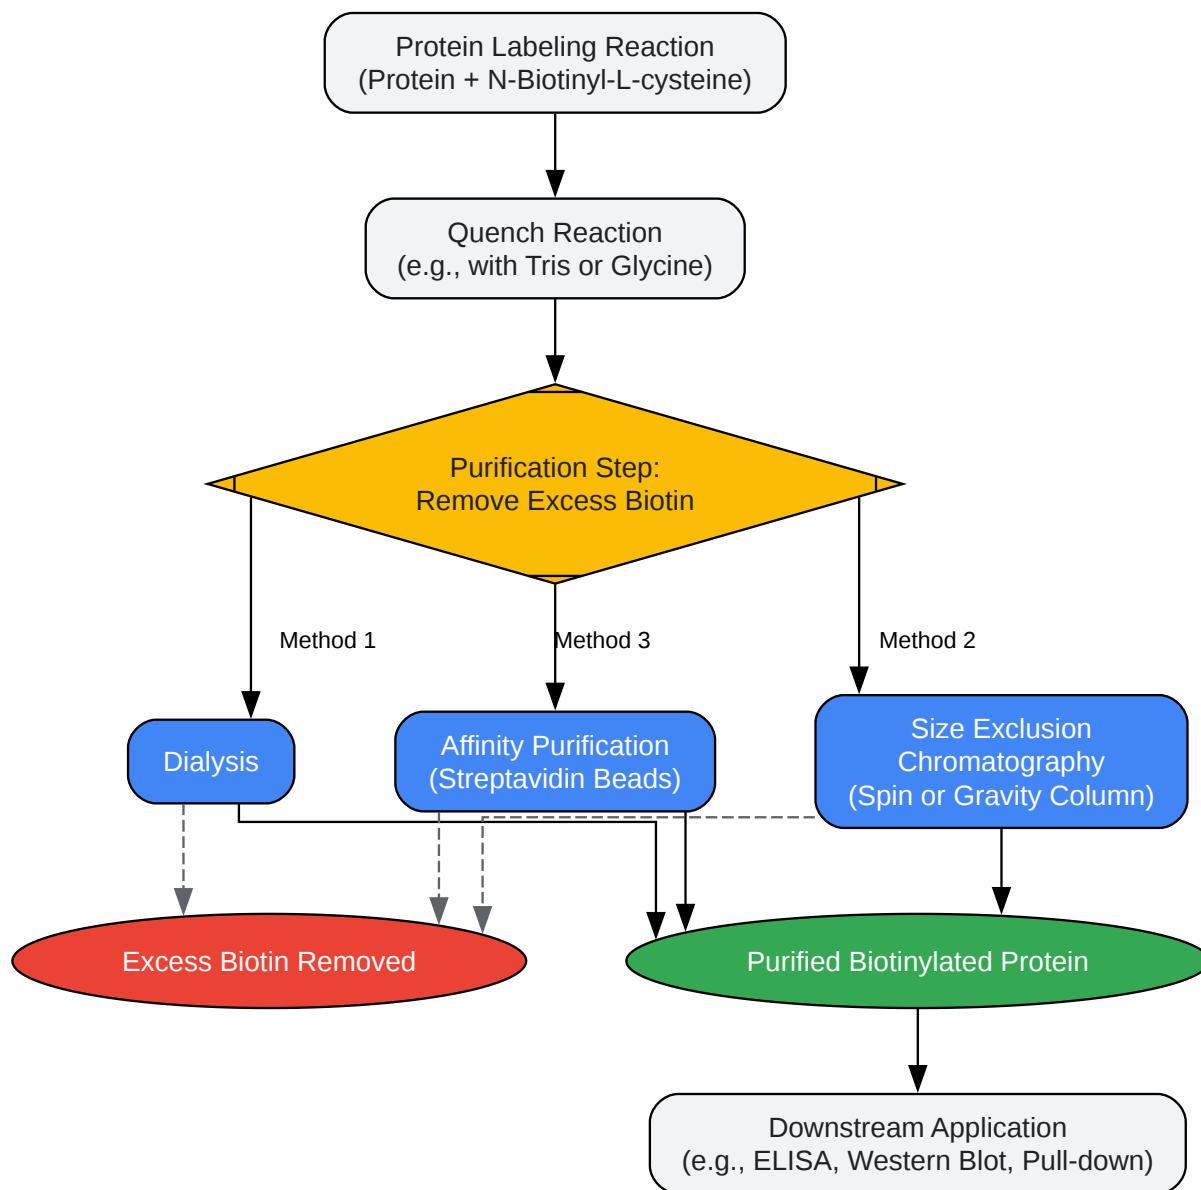 Protein Labeling Reaction
(Protein + N-Biotinyl-L-cysteine)
Quench Reaction
(e.g., with Tris or Glycine)
Purification Step:
Remove Excess Biotin
Method 1
Method 3
Method 2
Dialysis
Affinity Purification
(Streptavidin Beads)
Size Exclusion
Chromatography
(Spin or Gravity Column)
Excess Biotin Removed
Purified Biotinylated Protein
Downstream Application
(e.g., ELISA, Western Blot, Pull-down)